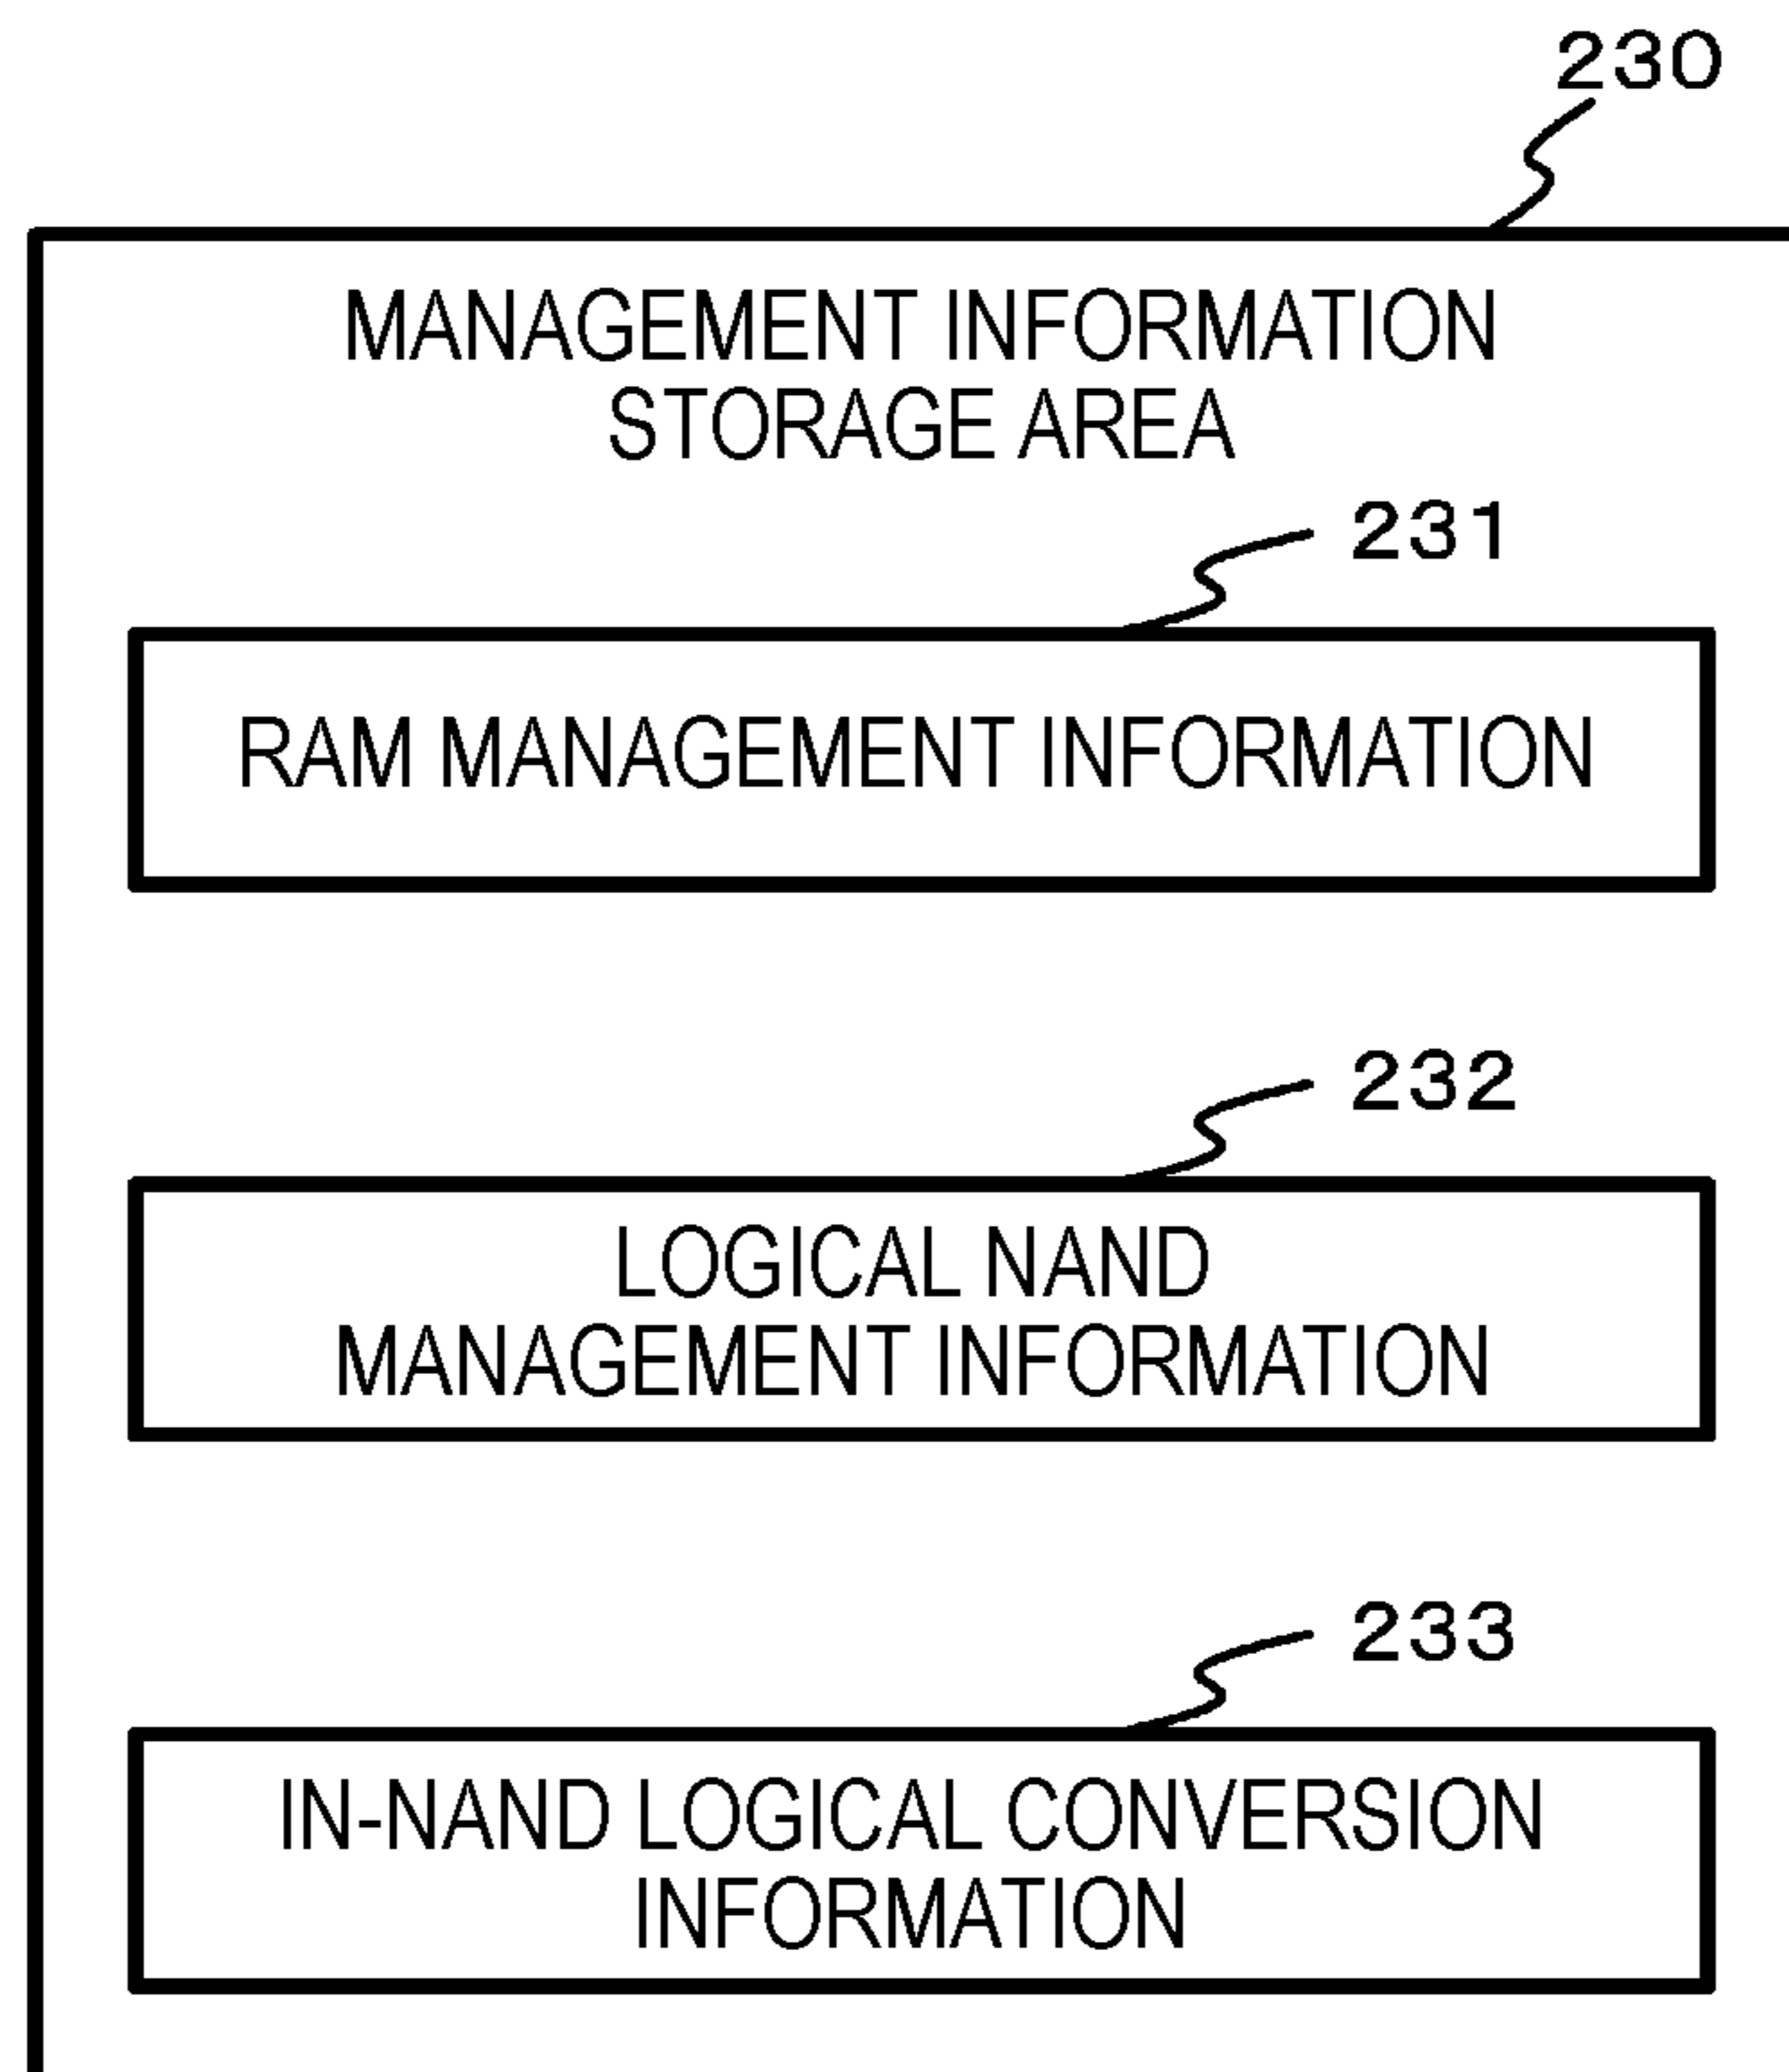 230
MANAGEMENT INFORMATION
STORAGE AREA
231
RAM MANAGEMENT INFORMATION
232
LOGICAL NAND
MANAGEMENT INFORMATION
233
IN-NAND LOGICAL CONVERSION
INFORMATION